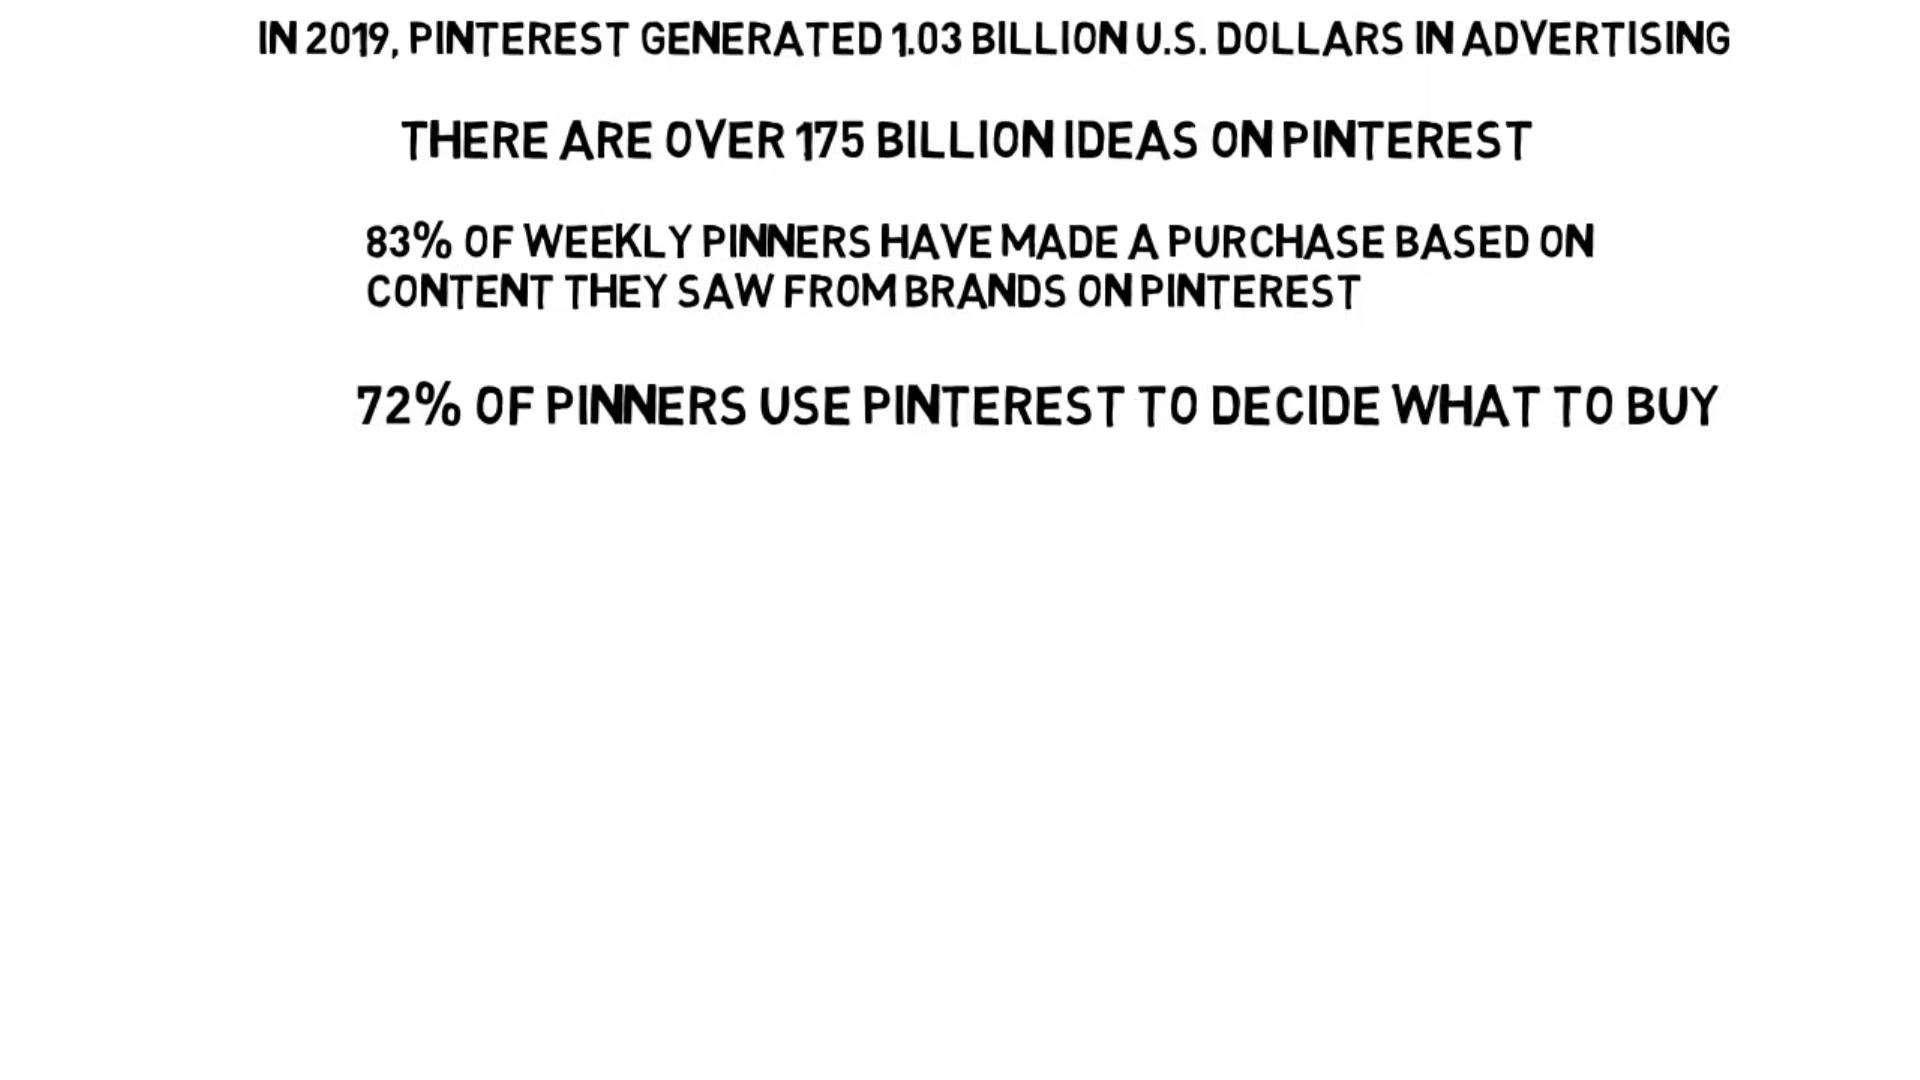 IN 2019, PINTEREST GENERATED 1.03 BILLION U.S. DOLLARS IN ADVERTISING
THERE ARE OVER 175 BILLION IDEAS ON PINTEREST
83% OF WEEKLY PINNERS HAVE MADE A PURCHASE BASED ON
CONTENT THEY SAW FROM BRANDS ON PINTEREST
72% OF PINNERS USE PINTEREST TO DECIDE WHAT TO BUY